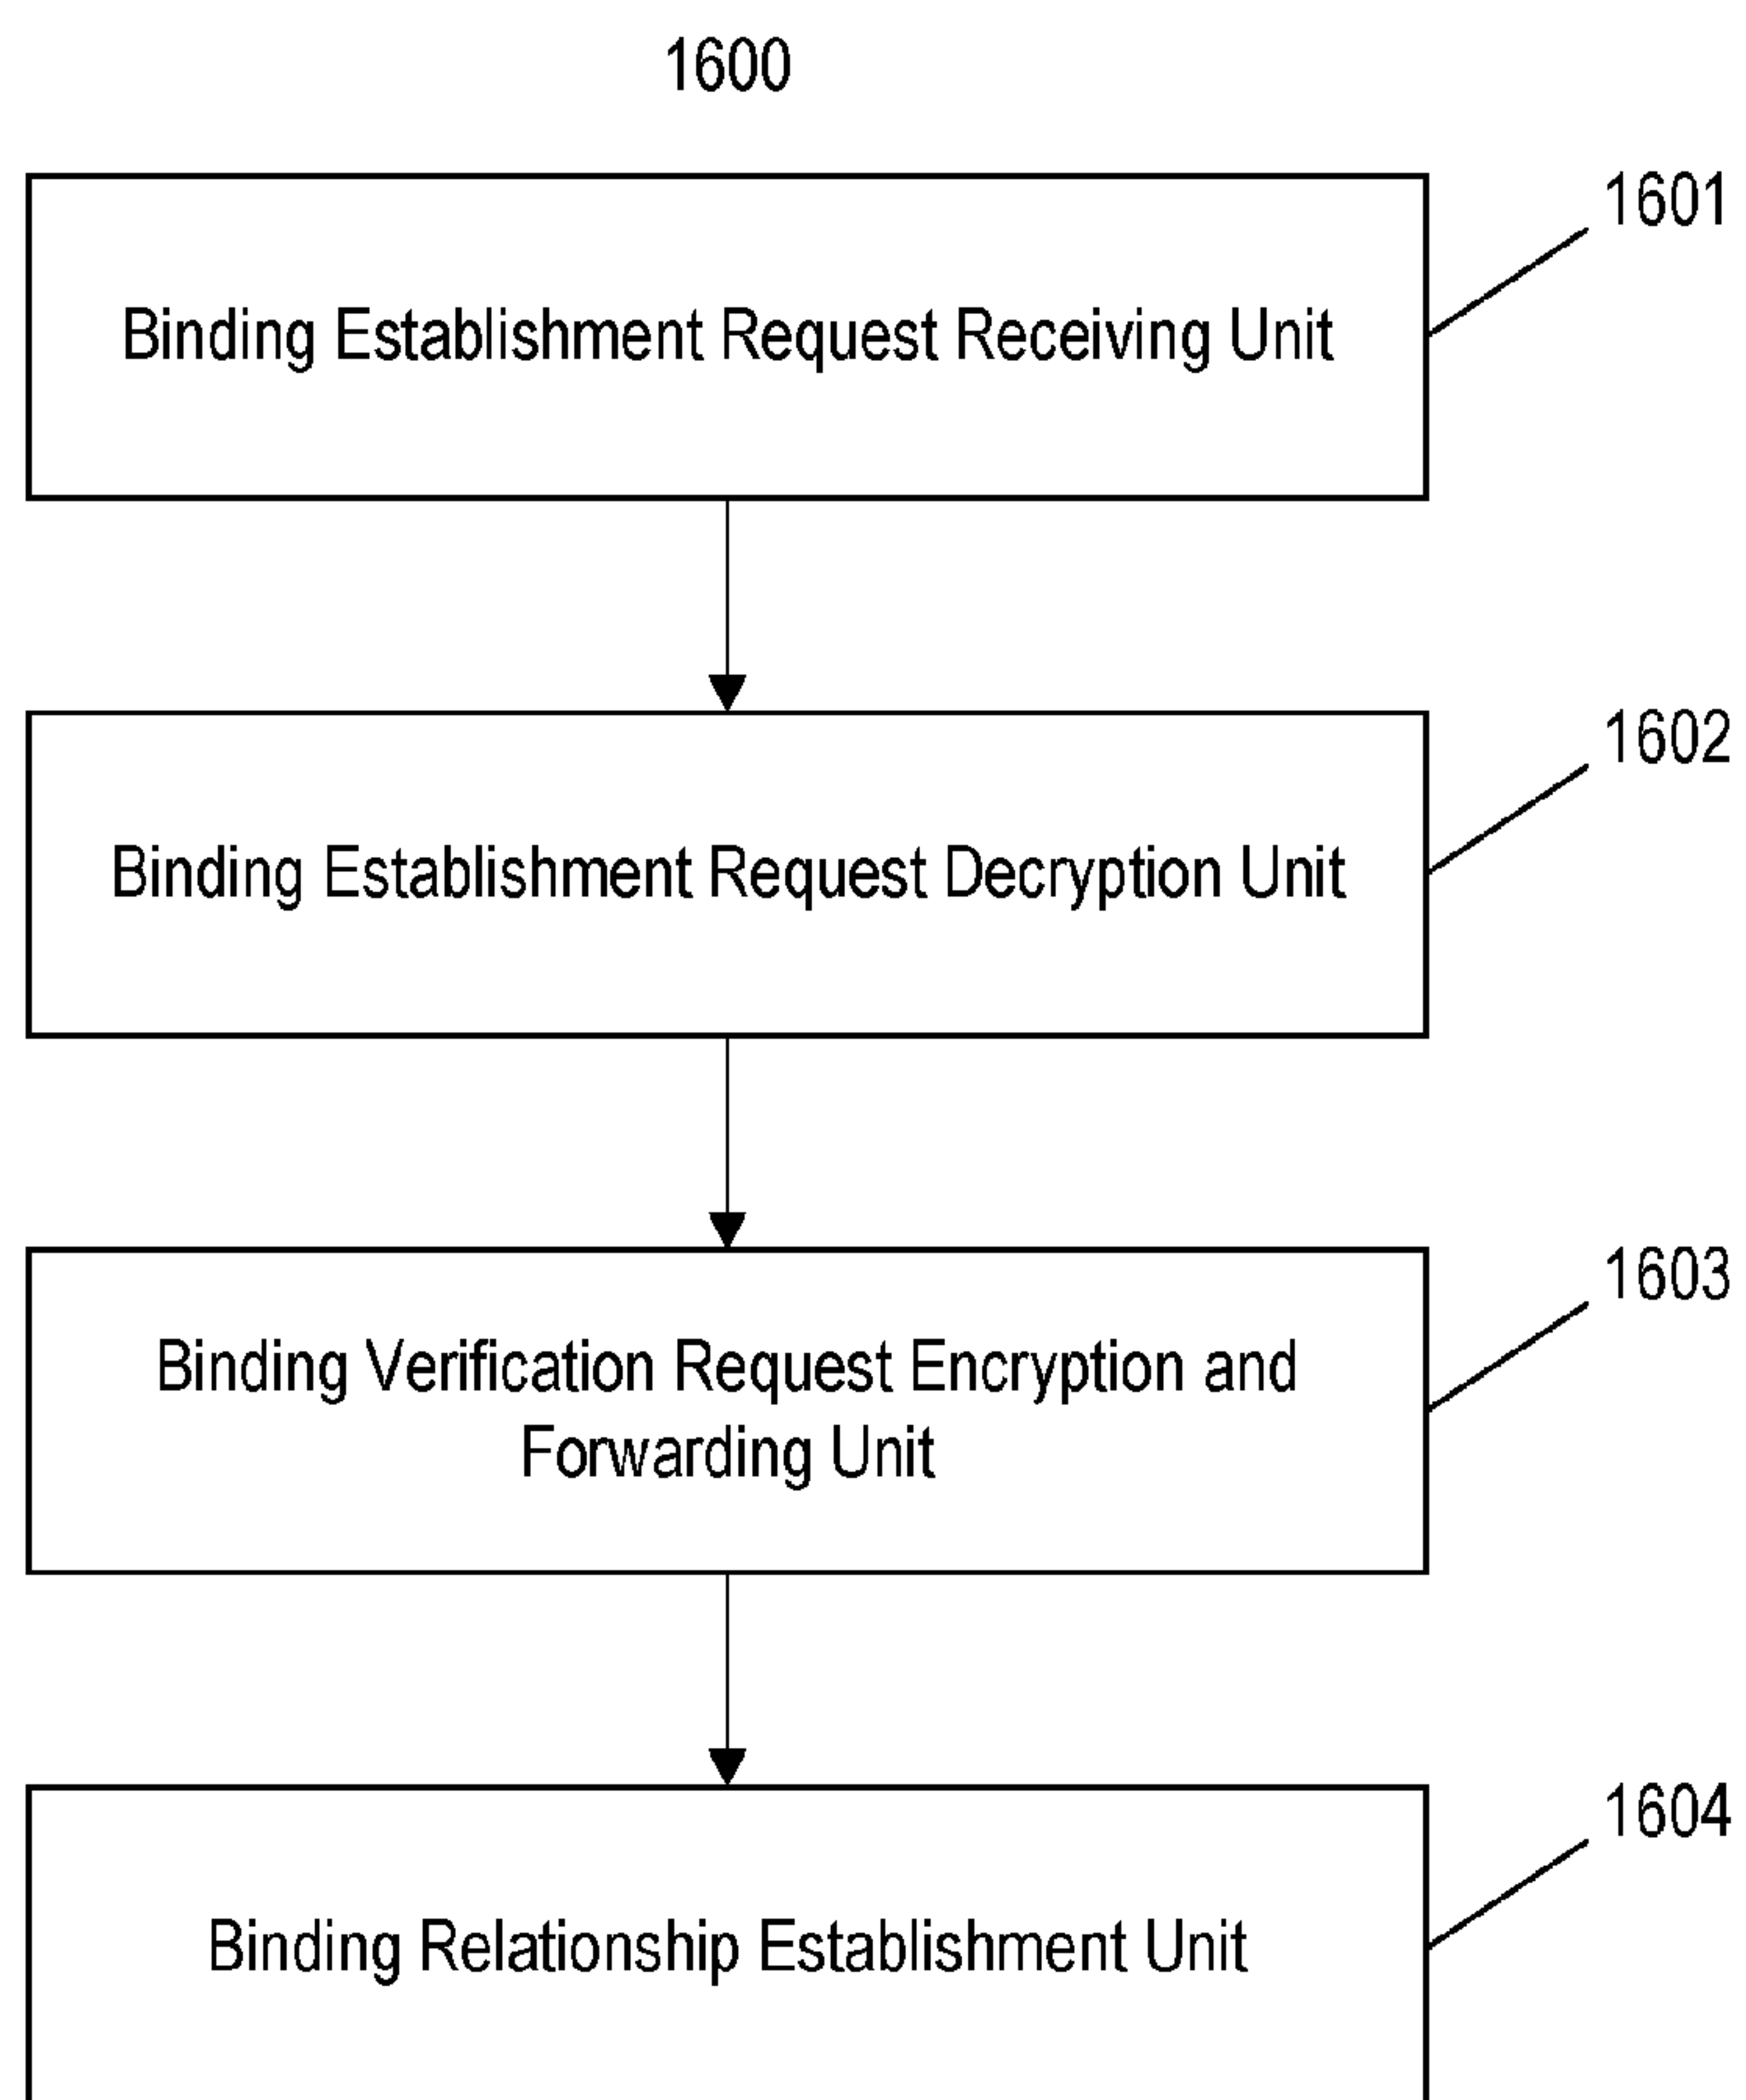 1600
1601
Binding Establishment Request Receiving Unit
1602
Binding Establishment Request Decryption Unit
1603
Binding Verification Request Encryption and
Forwarding Unit
1604
Binding Relationship Establishment Unit